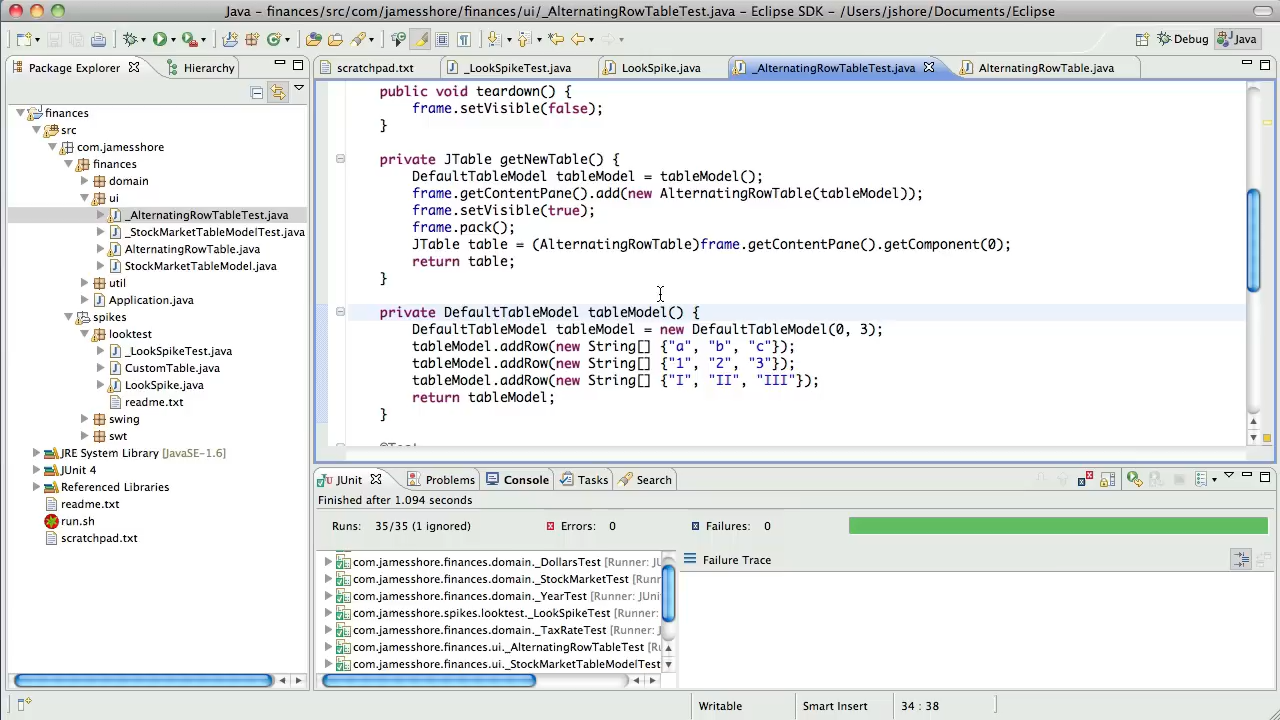 Java – finances/src/com/jamesshore/finances/ui/_AlternatingRowTableTest.java – Eclipse SDK – /Users/jshore/Documents/Eclipse
Debug Java
Package Explorer Hierarchy
scratchpad.txt _LookSpikeTest.java LookSpike.java _AlternatingRowTableTest.java AlternatingRowTable.java
finances
src
com.jamesshore
finances
domain
ui
_AlternatingRowTableTest.java
_StockMarketTableModelTest.java
AlternatingRowTable.java
StockMarketTableModel.java
util
Application.java
spikes
looktest
_LookSpikeTest.java
CustomTable.java
LookSpike.java
readme.txt
swing
swt
JRE System Library [JavaSE-1.6]
JUnit 4
Referenced Libraries
readme.txt
run.sh
scratchpad.txt
public void teardown() {
frame.setVisible(false);
}
private JTable getNewTable() {
DefaultTableModel tableModel = tableModel();
frame.getContentPane().add(new AlternatingRowTable(tableModel));
frame.setVisible(true);
frame.pack();
JTable table = (AlternatingRowTable)frame.getContentPane().getComponent(0);
return table;
}
private DefaultTableModel tableModel() {
DefaultTableModel tableModel = new DefaultTableModel(0, 3);
tableModel.addRow(new String[] {"a", "b", "c"});
tableModel.addRow(new String[] {"1", "2", "3"});
tableModel.addRow(new String[] {"I", "II", "III"});
return tableModel;
}
JUnit Problems Console Tasks Search
Finished after 1.094 seconds
Runs: 35/35 (1 ignored) Errors: 0 Failures: 0
com.jamesshore.finances.domain._DollarsTest [Runner: JU
com.jamesshore.finances.domain._StockMarketTest [Runn
com.jamesshore.finances.domain._YearTest [Runner: JUni
com.jamesshore.spikes.looktest._LookSpikeTest [Runner:
com.jamesshore.finances.domain._TaxRateTest [Runner: J
com.jamesshore.finances.ui._AlternatingRowTableTest [R
com.jamesshore.finances.ui._StockMarketTableModelTest
Failure Trace
Writable Smart Insert 34 : 38